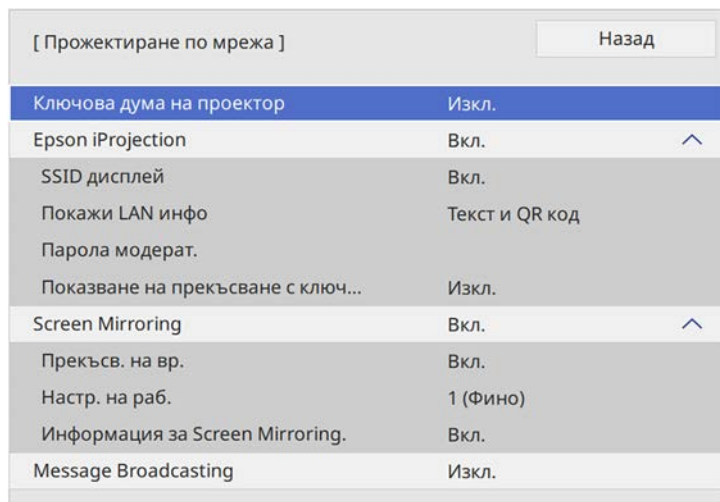 [ Прожектиране по мрежа ] Назад
Ключова дума на проектор Изкл.
Epson iProjection Вкл.
SSID дисплей Вкл.
Покажи LAN инфо Текст и QR код
Парола модерат.
Показване на прекъсване с ключ... Изкл.
Screen Mirroring Вкл.
Прекъсв. на вр. Вкл.
Настр. на раб. 1 (Фино)
Информация за Screen Mirroring. Вкл.
Message Broadcasting Изкл.